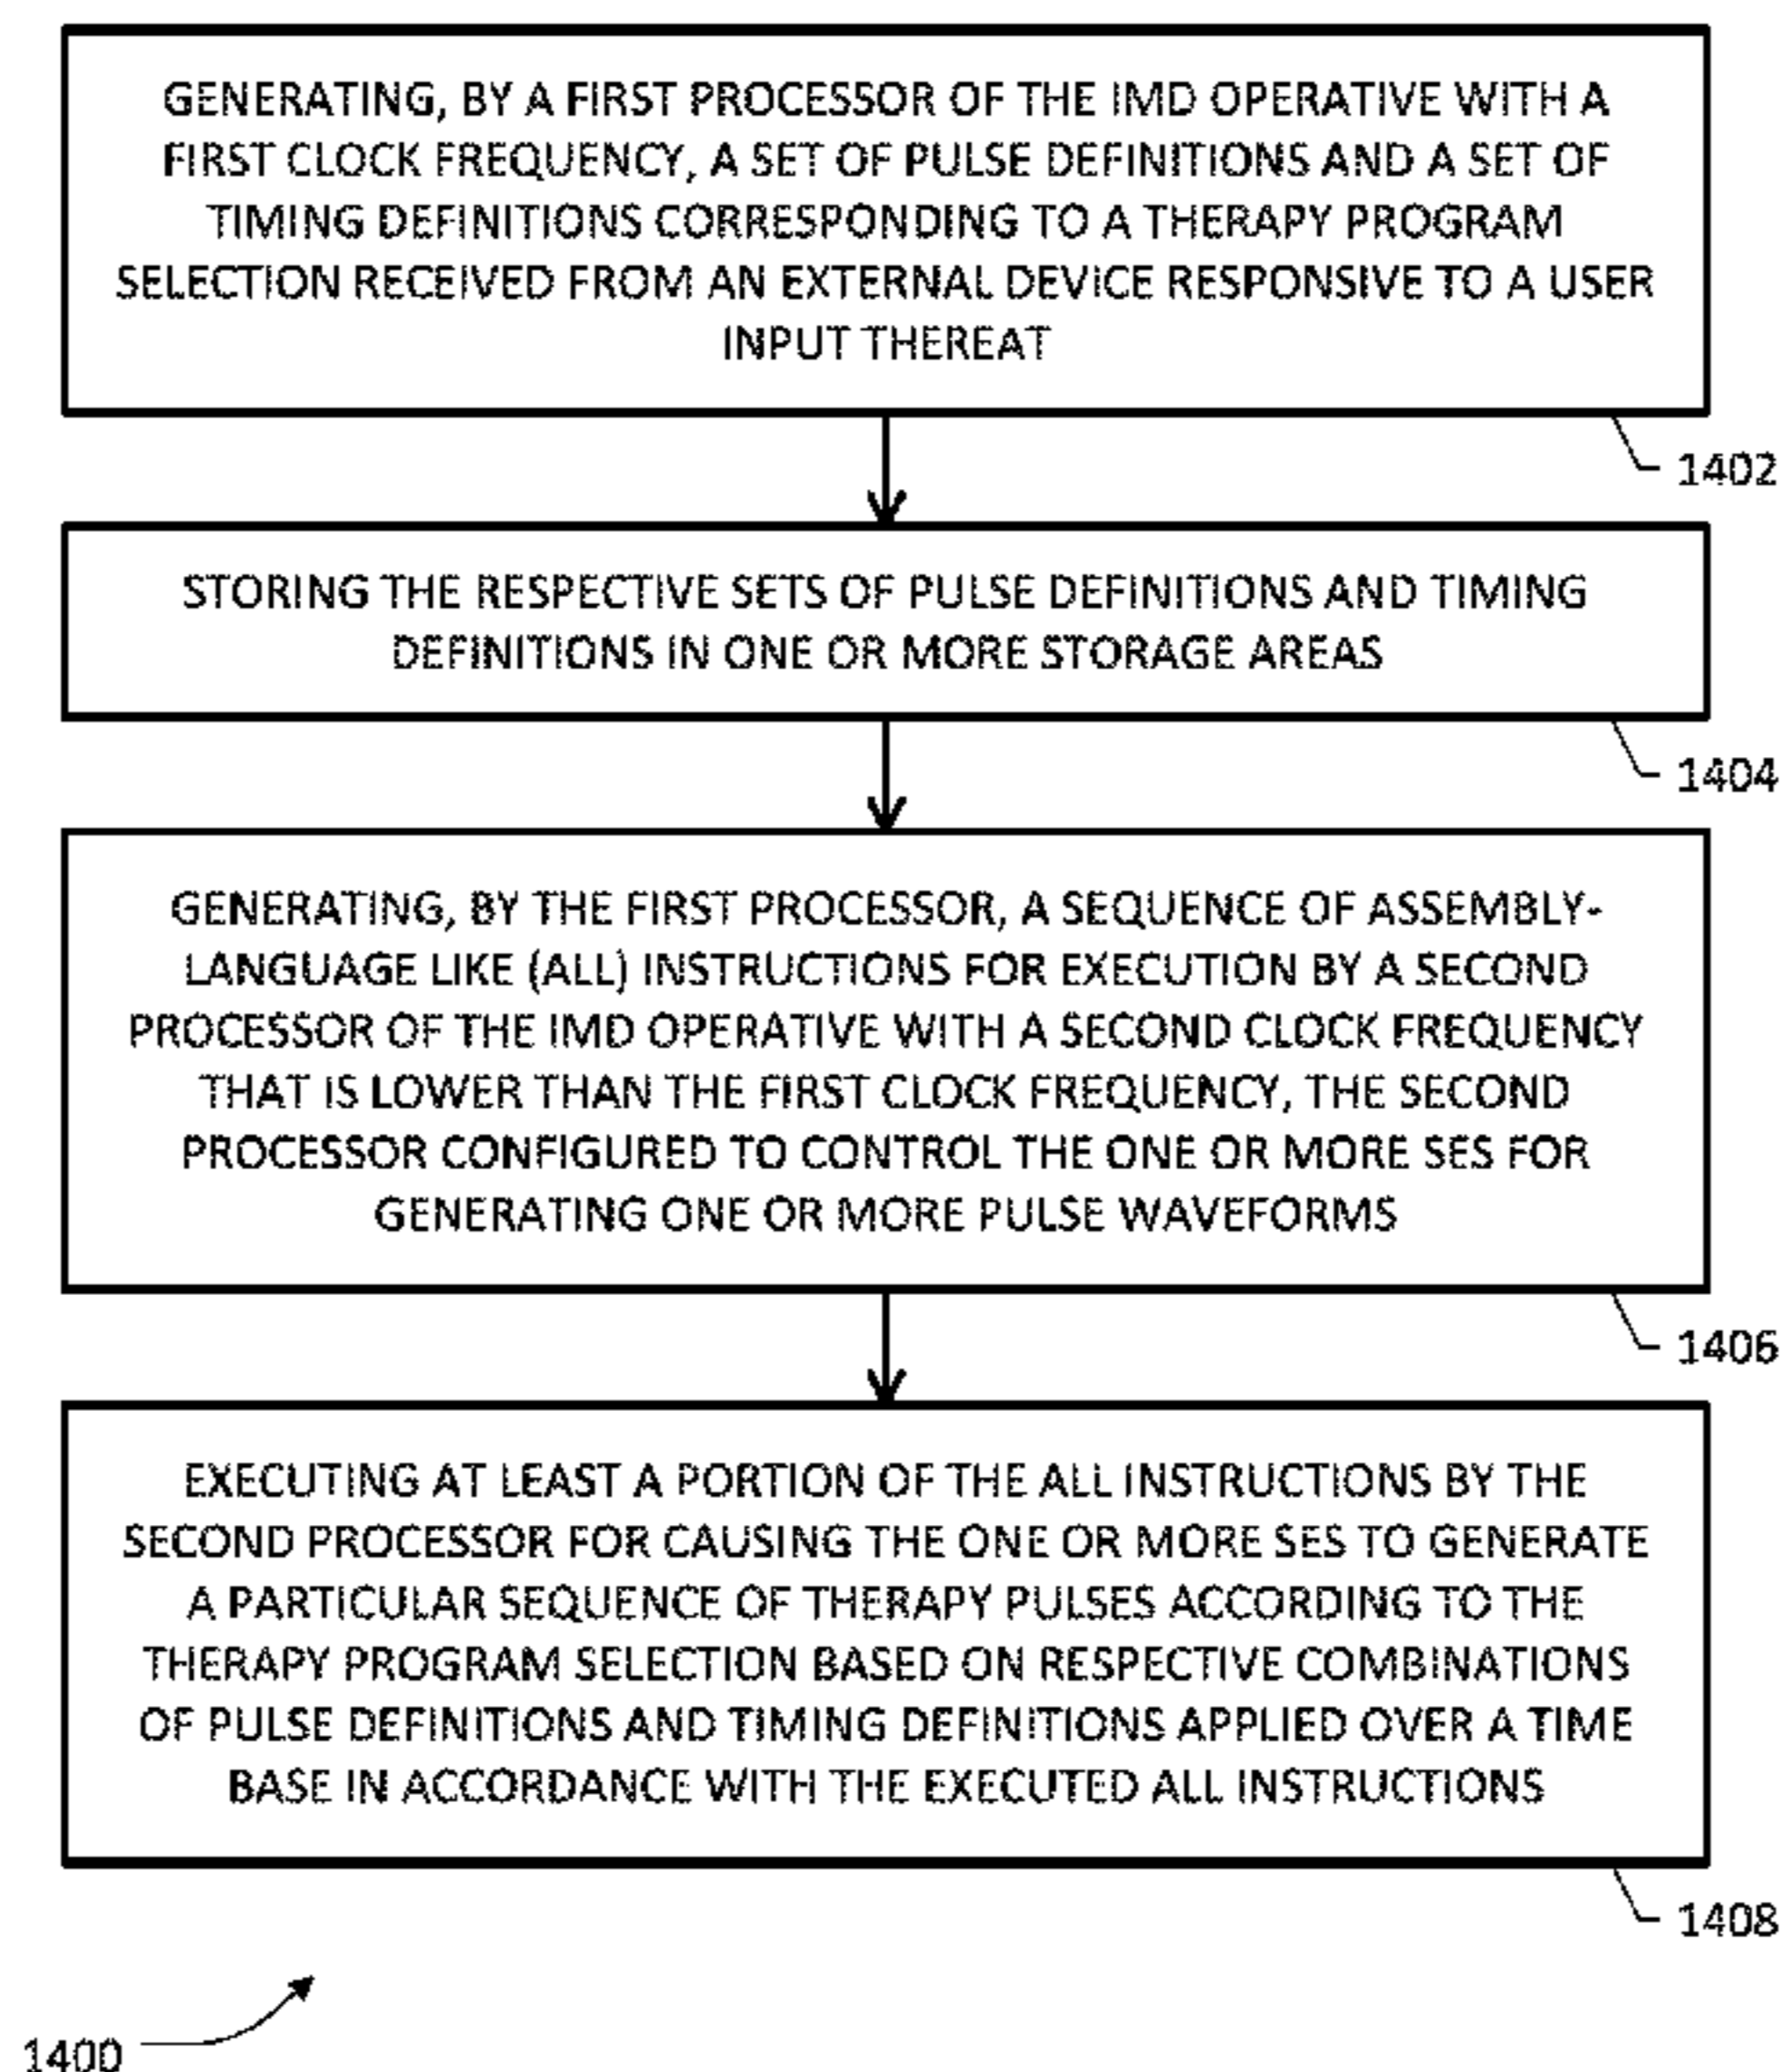 GENERATING, BY A FIRST PROCESSOR OF THE IMD OPERATIVE WITH A
FIRST CLOCK FREQUENCY, A SET OF PULSE DEFINITIONS AND A SET OF
TIMING DEFINITIONS CORRESPONDING TO A THERAPY PROGRAM
SELECTION RECEIVED FROM AN EXTERNAL DEVICE RESPONSIVE TO A USER
INPUT THEREAT
1402
STORING THE RESPECTIVE SETS OF PULSE DEFINITIONS AND TIMING
DEFINITIONS IN ONE OR MORE STORAGE AREAS
1404
GENERATING, BY THE FIRST PROCESSOR, A SEQUENCE OF ASSEMBLY-
LANGUAGE LIKE (ALL) INSTRUCTIONS FOR EXECUTION BY A SECOND
PROCESSOR OF THE IMD OPERATIVE WITH A SECOND CLOCK FREQUENCY
THAT IS LOWER THAN THE FIRST CLOCK FREQUENCY, THE SECOND
PROCESSOR CONFIGURED TO CONTROL THE ONE OR MORE SES FOR
GENERATING ONE OR MORE PULSE WAVEFORMS
1406
EXECUTING AT LEAST A PORTION OF THE ALL INSTRUCTIONS BY THE
SECOND PROCESSOR FOR CAUSING THE ONE OR MORE SES TO GENERATE
A PARTICULAR SEQUENCE OF THERAPY PULSES ACCORDING TO THE
THERAPY PROGRAM SELECTION BASED ON RESPECTIVE COMBINATIONS
OF PULSE DEFINITIONS AND TIMING DEFINITIONS APPLIED OVER A TIME
BASE IN ACCORDANCE WITH THE EXECUTED ALL INSTRUCTIONS
1408
1400